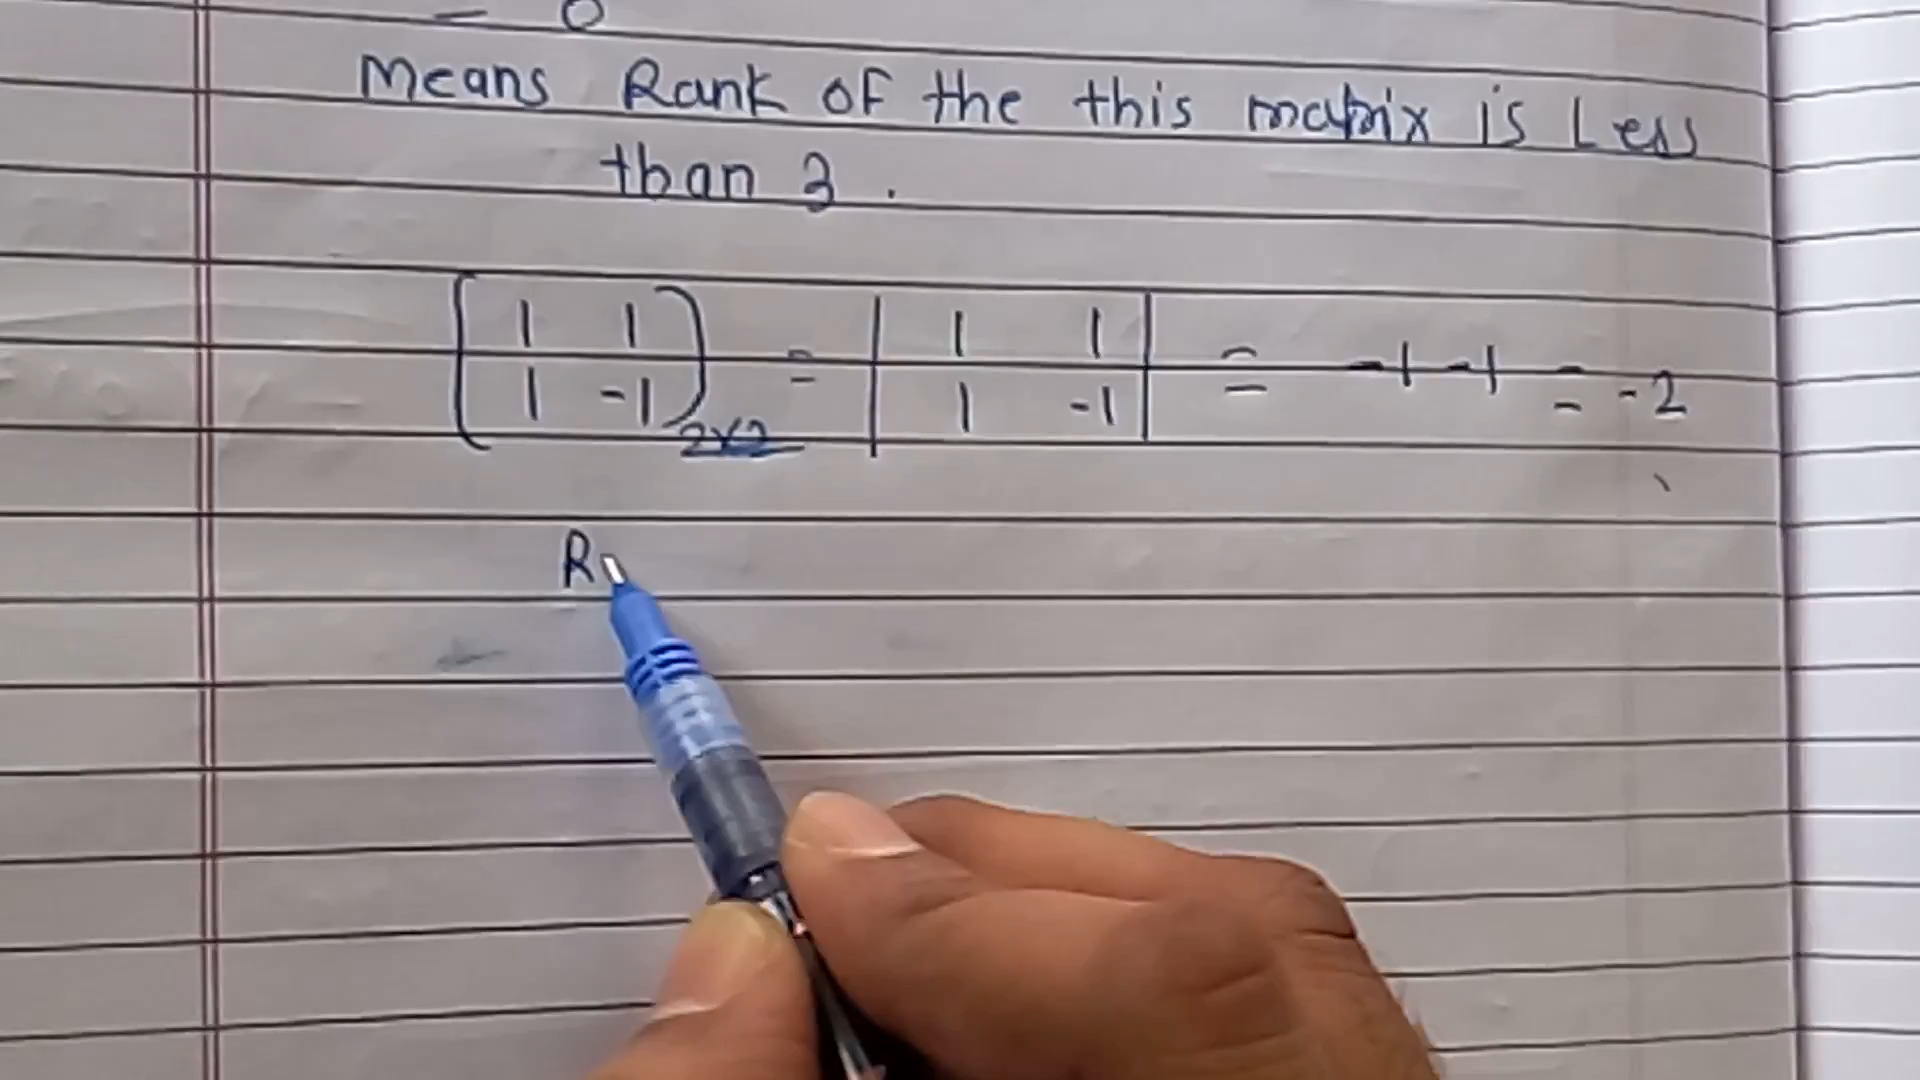 = 0
Means Rank of the this matrix is Less
than 3 .
[1 1 = |1 1| = -1 -1 = -2
1 -1]2x2 |1 -1|
R